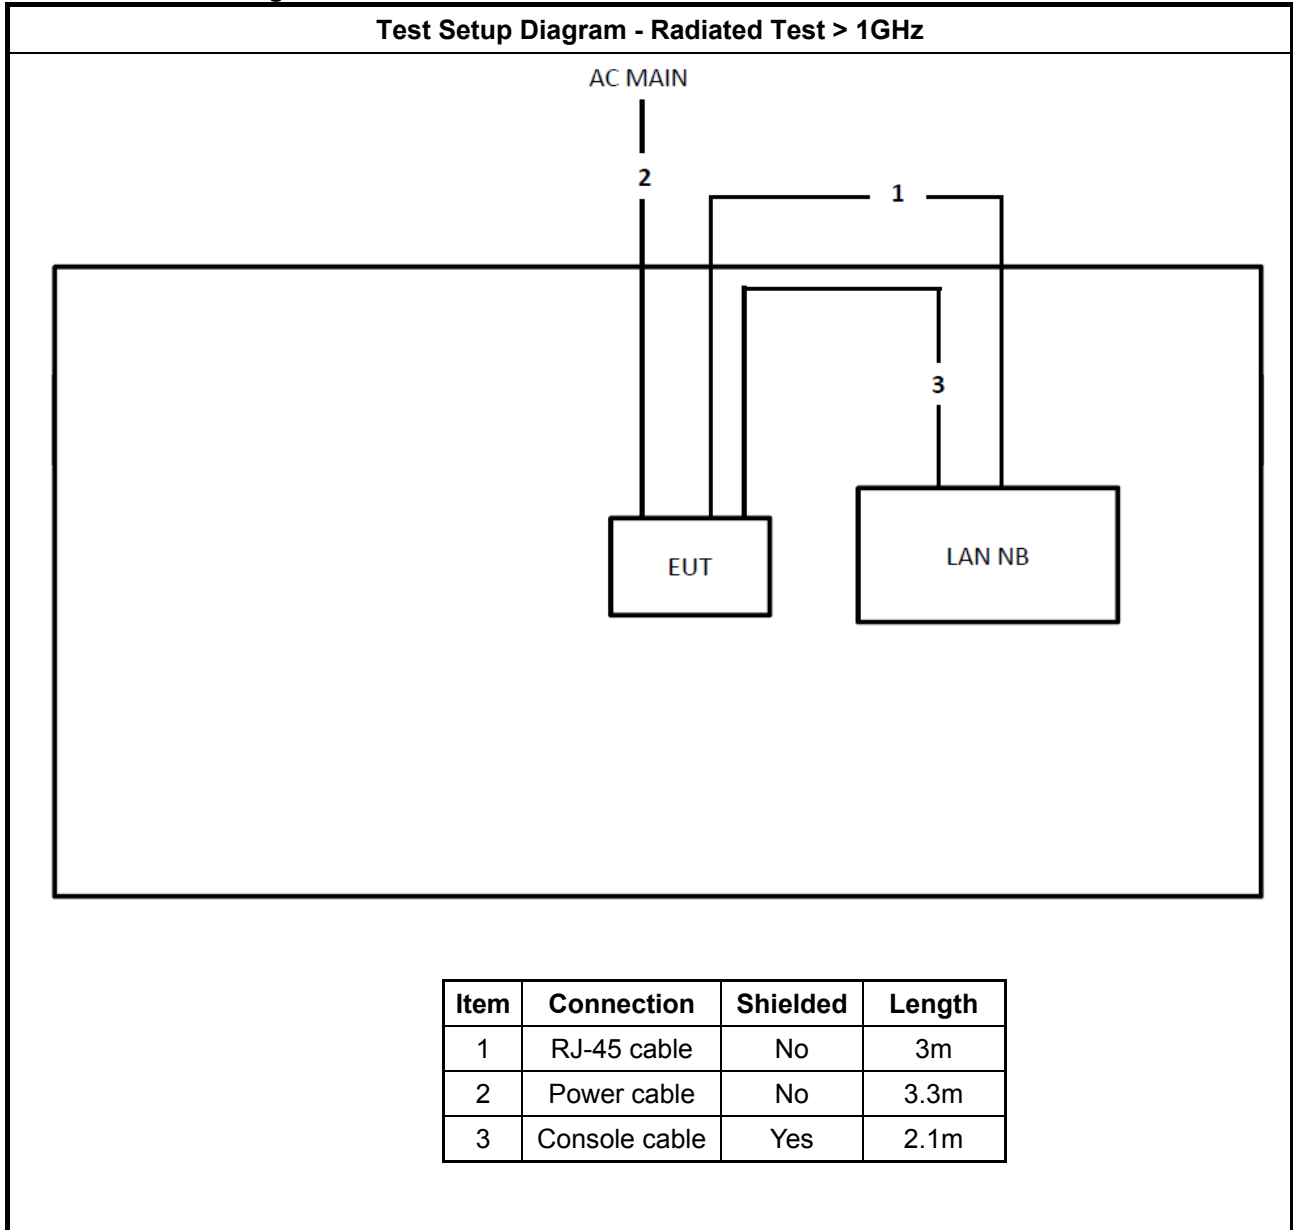 Test Setup Diagram - Radiated Test > 1GHz
AC MAIN
2
1
3
EUT
LAN NB
Item Connection Shielded Length
1 RJ-45 cable No 3m
2 Power cable No 3.3m
3 Console cable Yes 2.1m